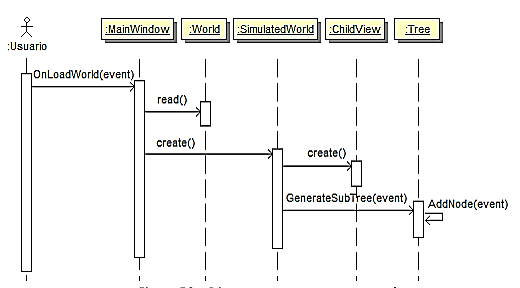 :Usuario
:MainWindow
:World
:SimulatedWorld
:ChildView
:Tree
OnLoadWorld(event)
read()
create()
create()
GenerateSubTree(event)
AddNode(event)